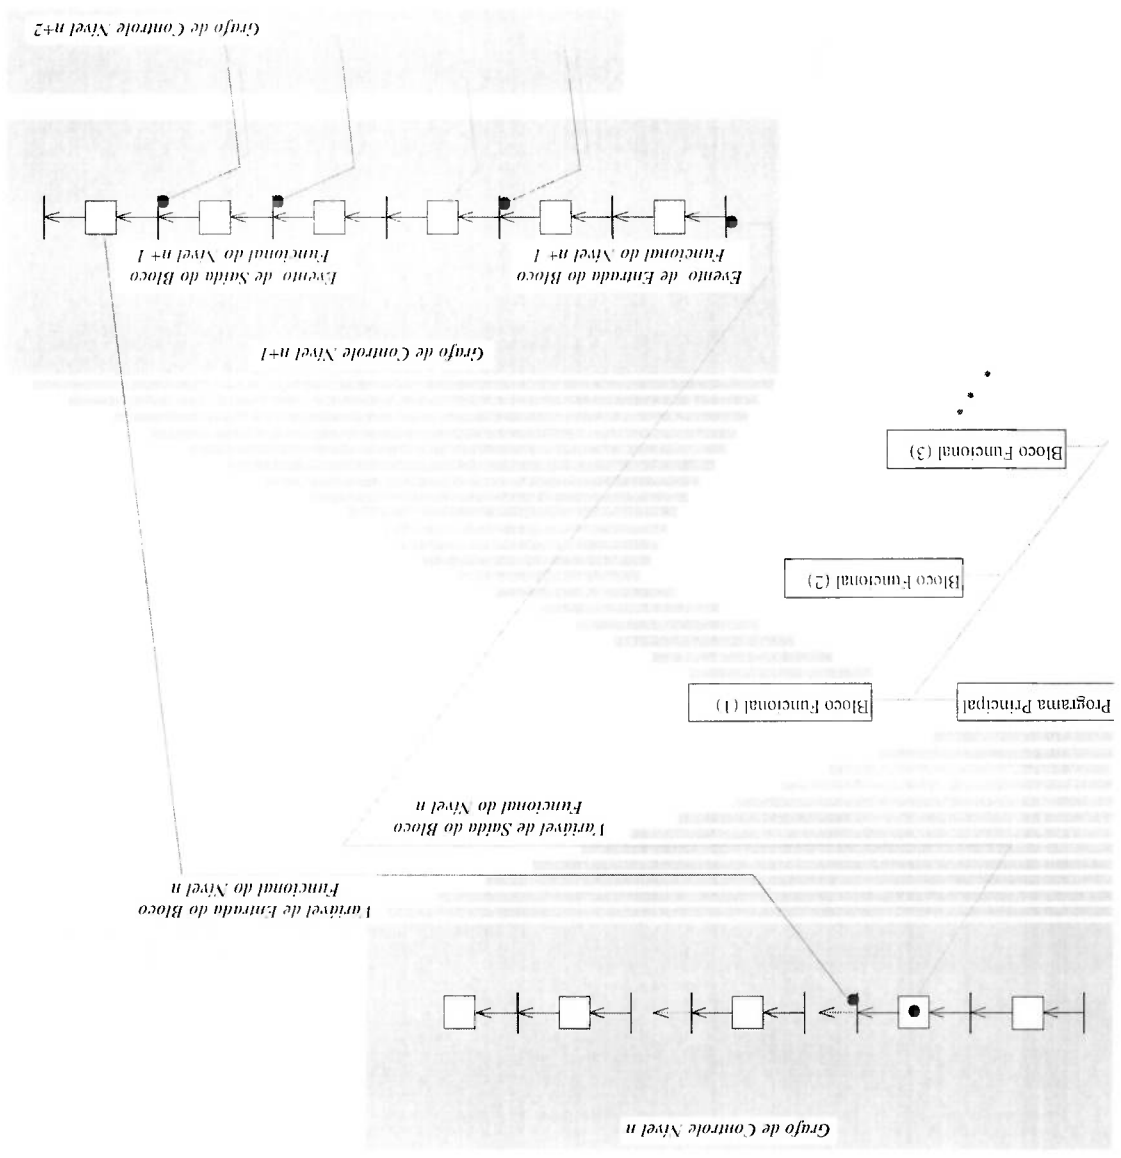 Grafo de Controle Nível n
Variável de Entrada do Bloco
Funcional do Nível n
Variável de Saída do Bloco
Funcional do Nível n
Programa Principal
Bloco Funcional (1)
Bloco Funcional (2)
Bloco Funcional (3)
Grafo de Controle Nível n+1
Evento de Entrada do Bloco
Funcional do Nível n+1
Evento de Saída do Bloco
Funcional do Nível n+1
Grafo de Controle Nível n+2